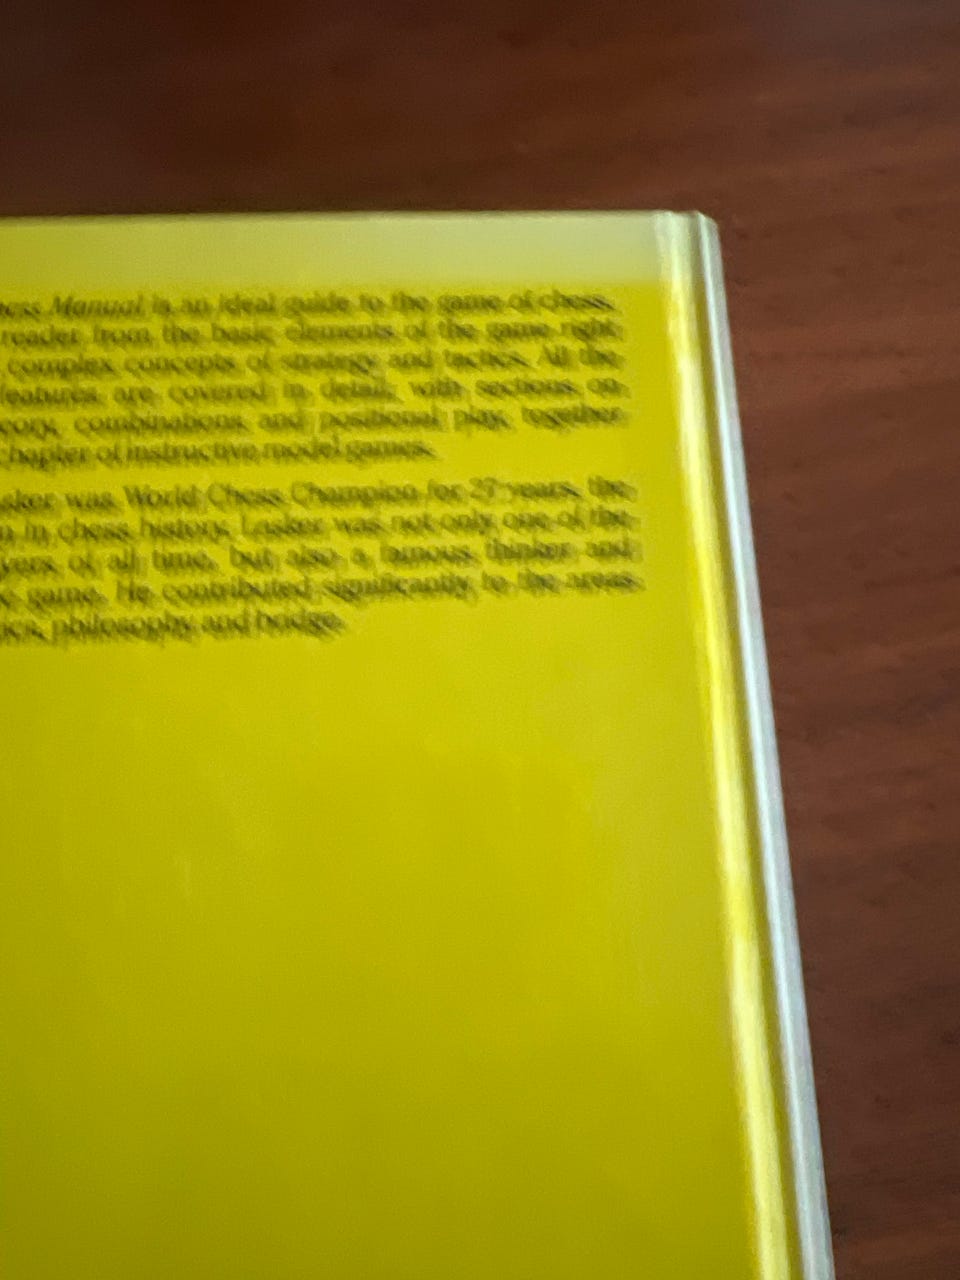 ess Manual is an ideal guide to the game of chess,
reader from the basic elements of the game right
complex concepts of strategy and tactics. All the
features are covered in detail, with sections on
eory, combinations and positional play, together
chapter of instructive model games.
sker was World Chess Champion for 27 years, the
n in chess history. Lasker was not only one of the
yers of all time, but also a famous thinker and
game. He contributed significantly to the areas
philosophy and bridge.